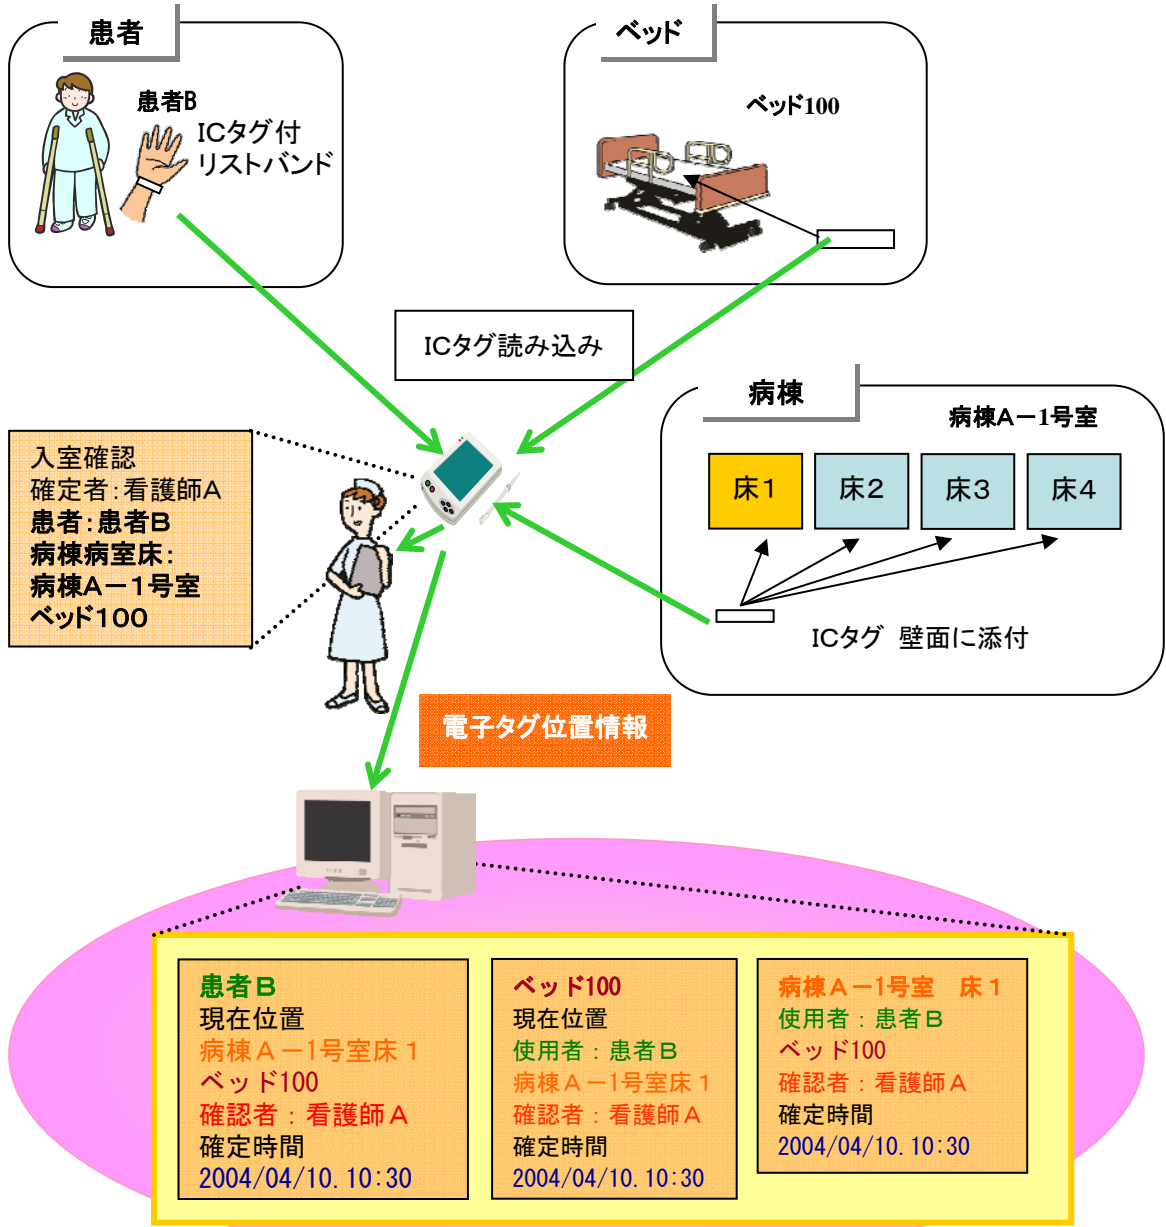 患者
患者B
ICタグ付
リストバンド
ベッド
ベッド100
ICタグ読み込み
病棟
病棟A－1号室
床1
床2
床3
床4
ICタグ 壁面に添付
入室確認
確定者：看護師A
患者：患者B
病棟病室床：
病棟A－1号室
ベッド100
電子タグ位置情報
患者Ｂ
現在位置
病棟Ａ－1号室床１
ベッド100
確認者：看護師Ａ
確定時間
2004/04/10.10:30
ベッド100
現在位置
使用者：患者Ｂ
病棟Ａ－1号室床１
確認者：看護師Ａ
確定時間
2004/04/10.10:30
病棟Ａ－1号室　床１
使用者：患者Ｂ
ベッド100
確認者：看護師Ａ
確定時間
2004/04/10.10:30